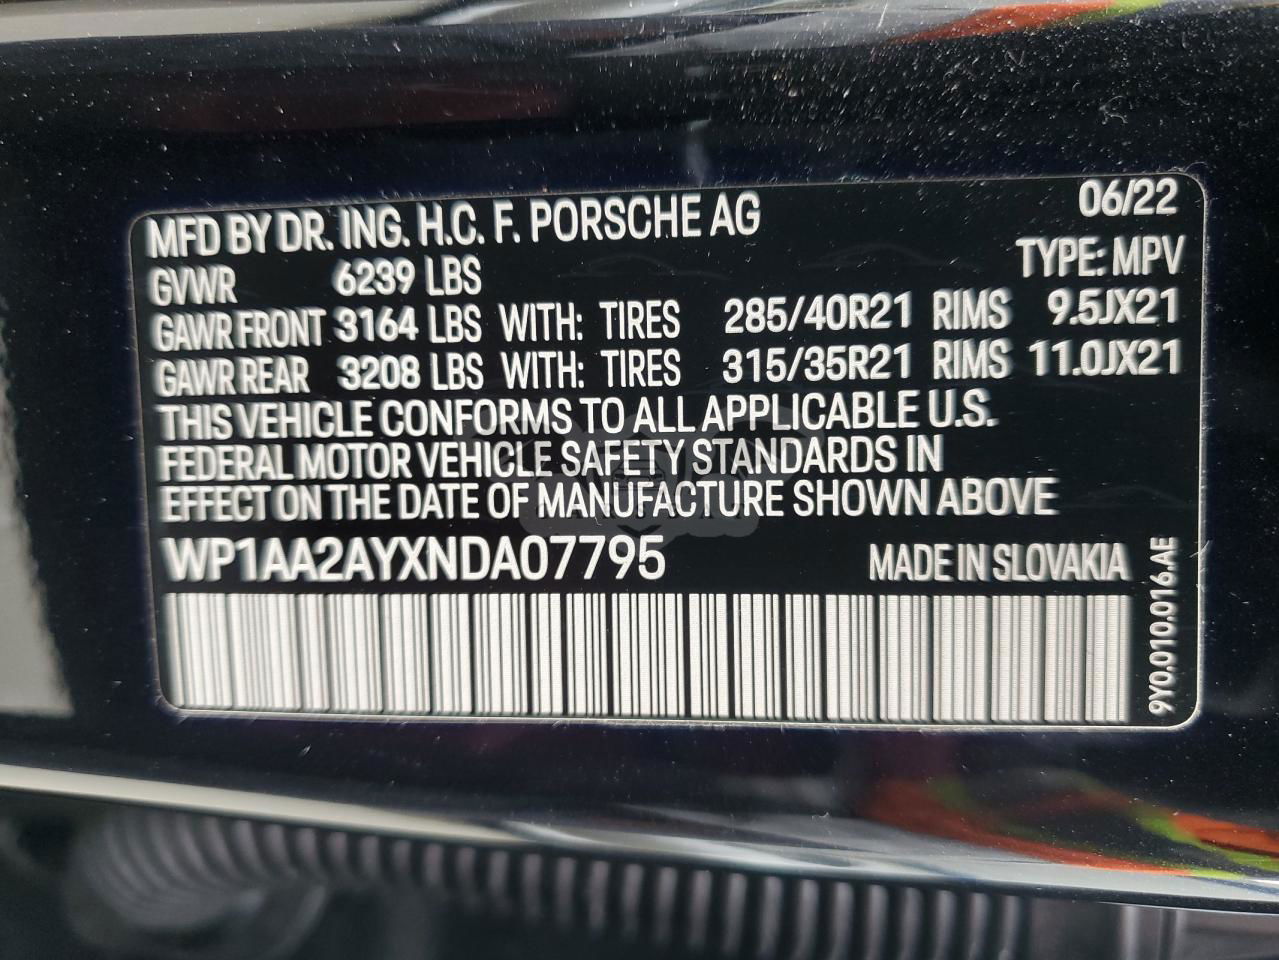 MFD BY DR. ING. H.C. F. PORSCHE AG 06/22
GVWR 6239 LBS TYPE: MPV
GAWR FRONT 3164 LBS WITH: TIRES 285/40R21 RIMS 9.5JX21
GAWR REAR 3208 LBS WITH: TIRES 315/35R21 RIMS 11.0JX21
THIS VEHICLE CONFORMS TO ALL APPLICABLE U.S.
FEDERAL MOTOR VEHICLE SAFETY STANDARDS IN
EFFECT ON THE DATE OF MANUFACTURE SHOWN ABOVE
WP1AA2AYXNDA07795 MADE IN SLOVAKIA
9Y0.010.016.AE